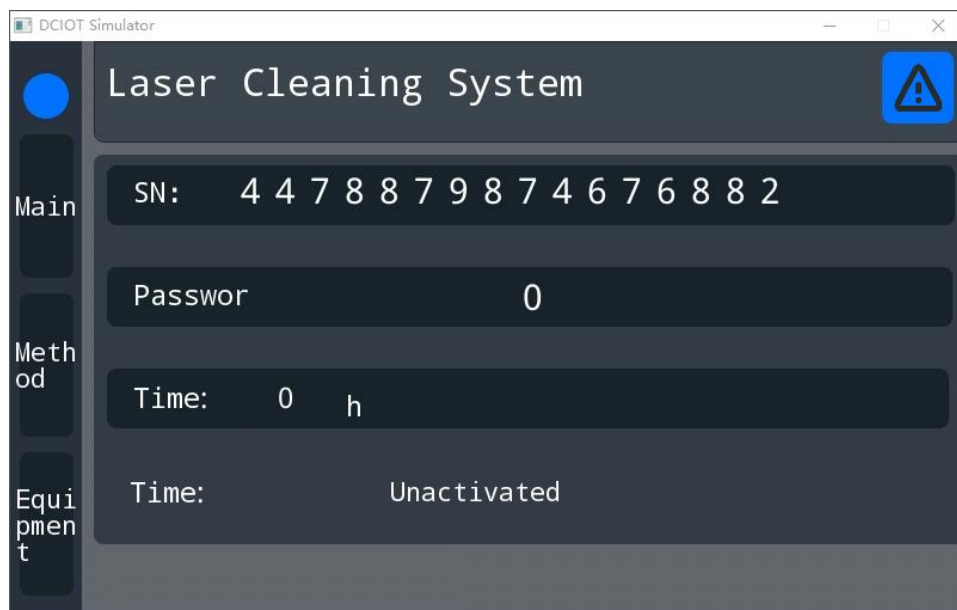 DCIOT Simulator
Laser Cleaning System
Main
SN: 4 4 7 8 8 7 9 8 7 4 6 7 6 8 8 2
Passwor 0
Meth
od
Time: 0 h
Equi
pmen
t
Time: Unactivated